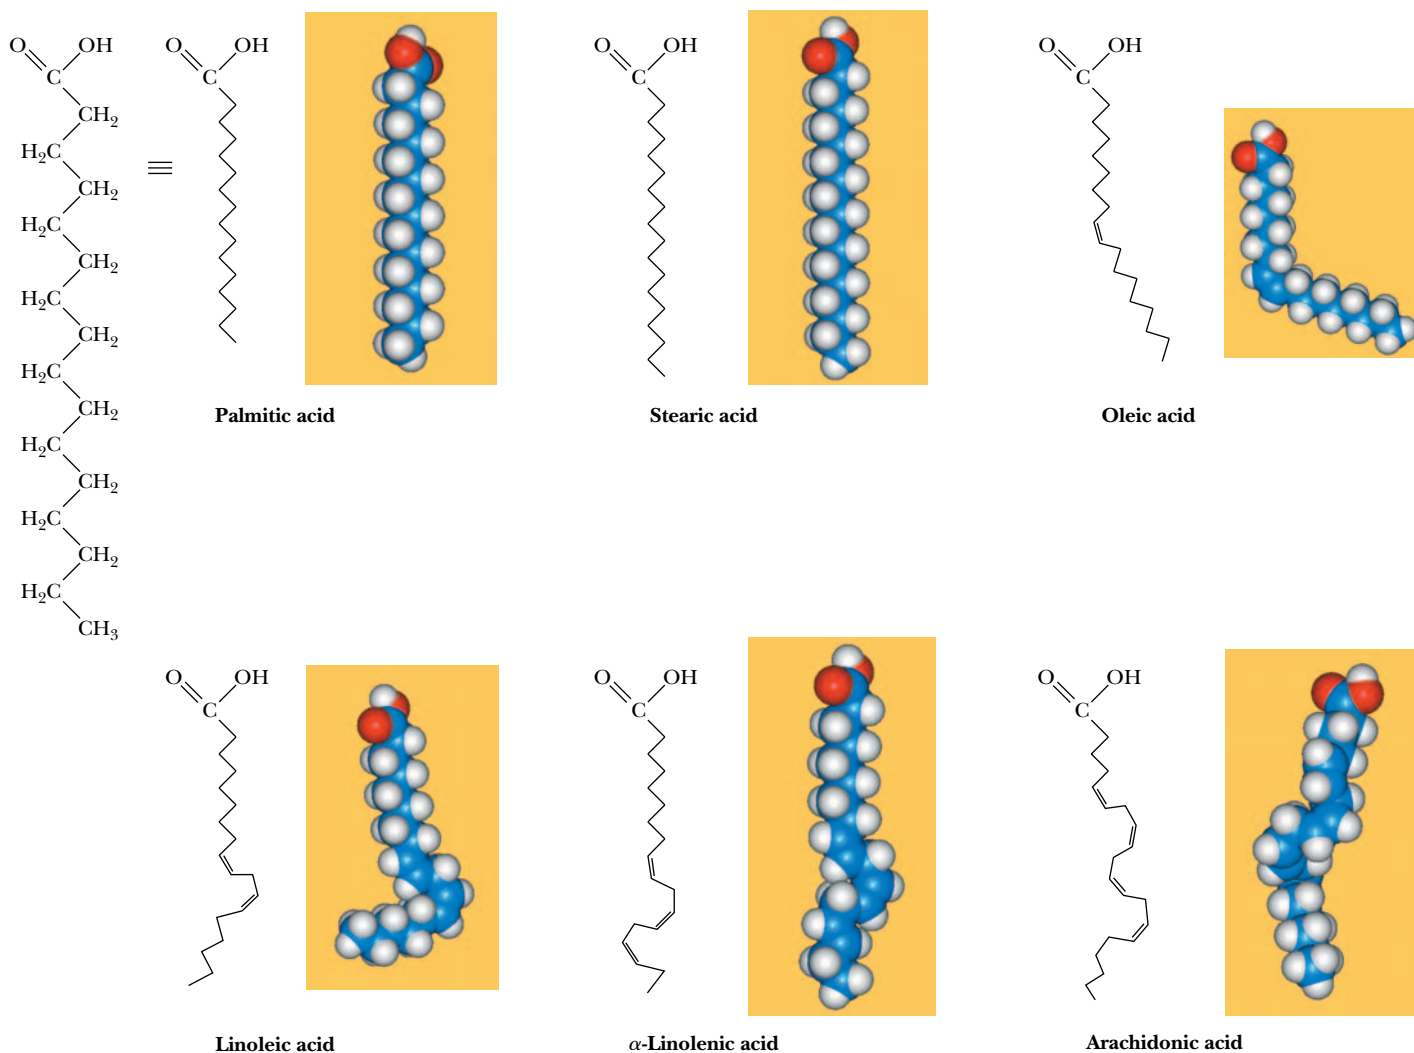 O OH
C
CH₂
H₂C
CH₂
H₂C
CH₂
H₂C
CH₂
H₂C
CH₂
H₂C
CH₂
H₂C
CH₂
H₂C
CH₃
≡
O OH
C
Palmitic acid
O OH
C
Stearic acid
O OH
C
Oleic acid
O OH
C
Linoleic acid
O OH
C
α-Linolenic acid
O OH
C
Arachidonic acid